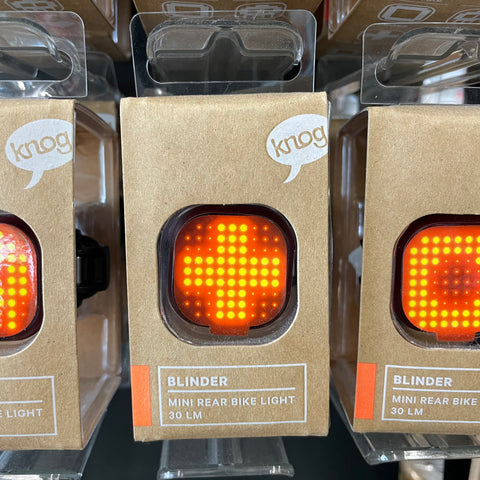 knog
knog
E LIGHT
BLINDER
MINI REAR BIKE LIGHT
30 LM
BLINDER
MINI REAR BIKE
30 LM